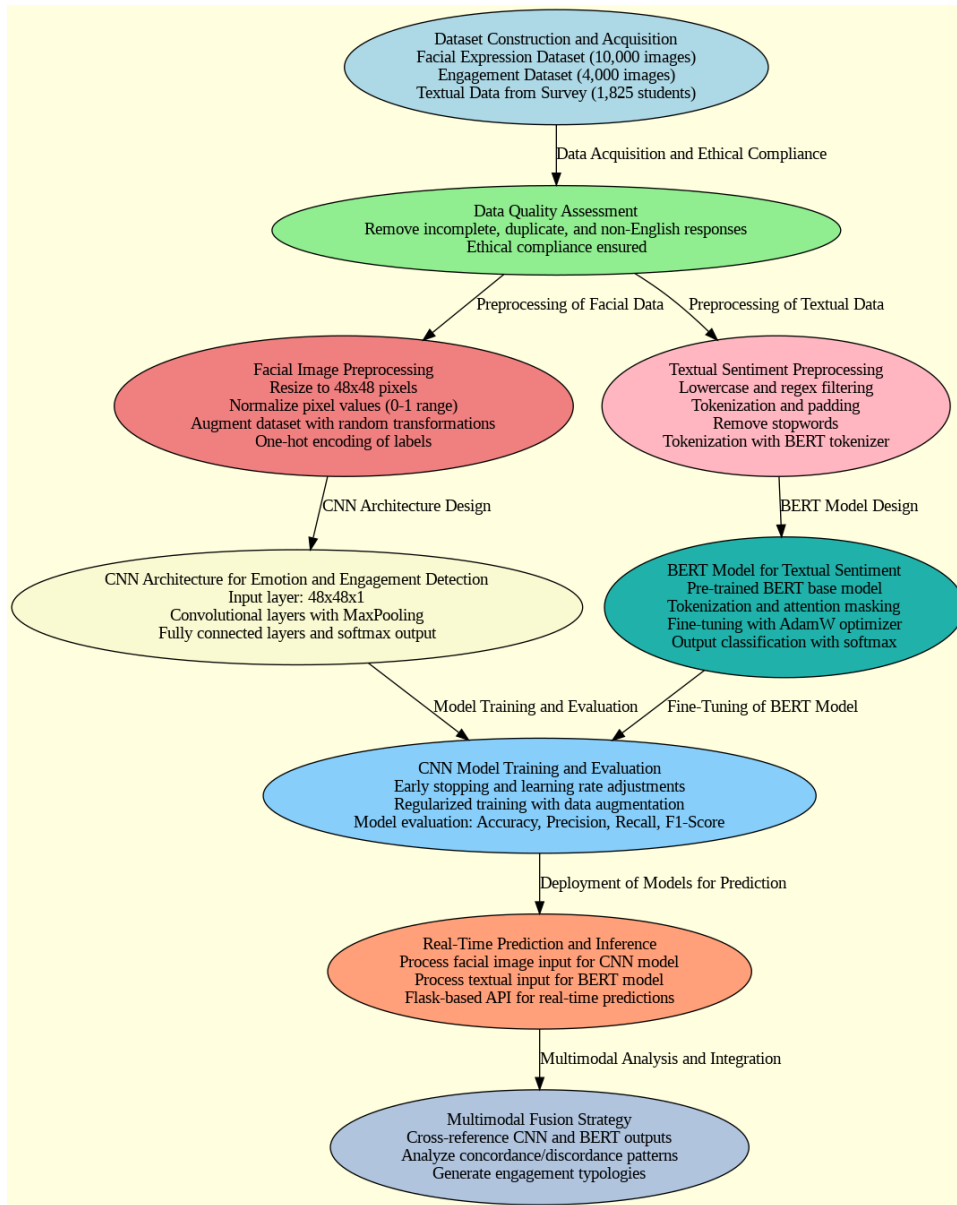 Dataset Construction and Acquisition
Facial Expression Dataset (10,000 images)
Engagement Dataset (4,000 images)
Textual Data from Survey (1,825 students)
Data Acquisition and Ethical Compliance
Data Quality Assessment
Remove incomplete, duplicate, and non-English responses
Ethical compliance ensured
Preprocessing of Facial Data
Preprocessing of Textual Data
Facial Image Preprocessing
Resize to 48x48 pixels
Normalize pixel values (0-1 range)
Augment dataset with random transformations
One-hot encoding of labels
Textual Sentiment Preprocessing
Lowercase and regex filtering
Tokenization and padding
Remove stopwords
Tokenization with BERT tokenizer
CNN Architecture Design
BERT Model Design
CNN Architecture for Emotion and Engagement Detection
Input layer: 48x48x1
Convolutional layers with MaxPooling
Fully connected layers and softmax output
BERT Model for Textual Sentiment
Pre-trained BERT base model
Tokenization and attention masking
Fine-tuning with AdamW optimizer
Output classification with softmax
Model Training and Evaluation
Fine-Tuning of BERT Model
CNN Model Training and Evaluation
Early stopping and learning rate adjustments
Regularized training with data augmentation
Model evaluation: Accuracy, Precision, Recall, F1-Score
Deployment of Models for Prediction
Real-Time Prediction and Inference
Process facial image input for CNN model
Process textual input for BERT model
Flask-based API for real-time predictions
Multimodal Analysis and Integration
Multimodal Fusion Strategy
Cross-reference CNN and BERT outputs
Analyze concordance/discordance patterns
Generate engagement typologies